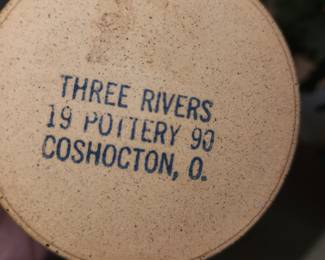 THREE RIVERS
19 POTTERY 90
COSHOCTON, O.